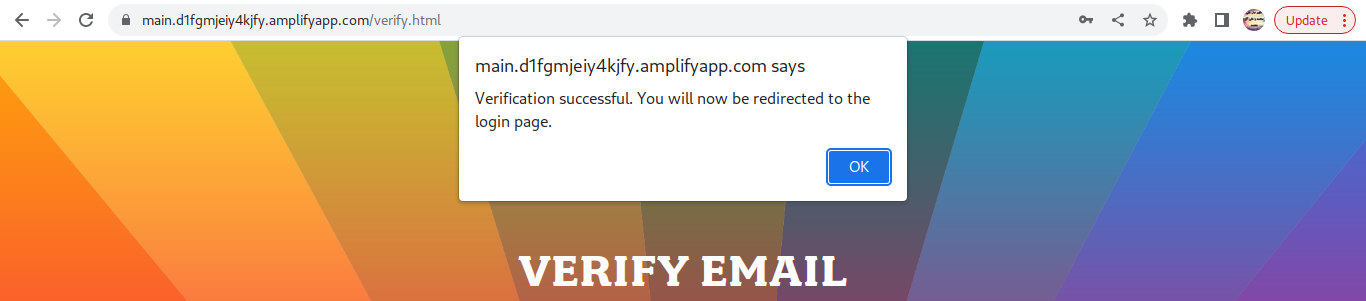 main.d1fgmjeiy4kjfy.amplifyapp.com/verify.html
Update
main.d1fgmjeiy4kjfy.amplifyapp.com says
Verification successful. You will now be redirected to the
login page.
OK
VERIFY EMAIL